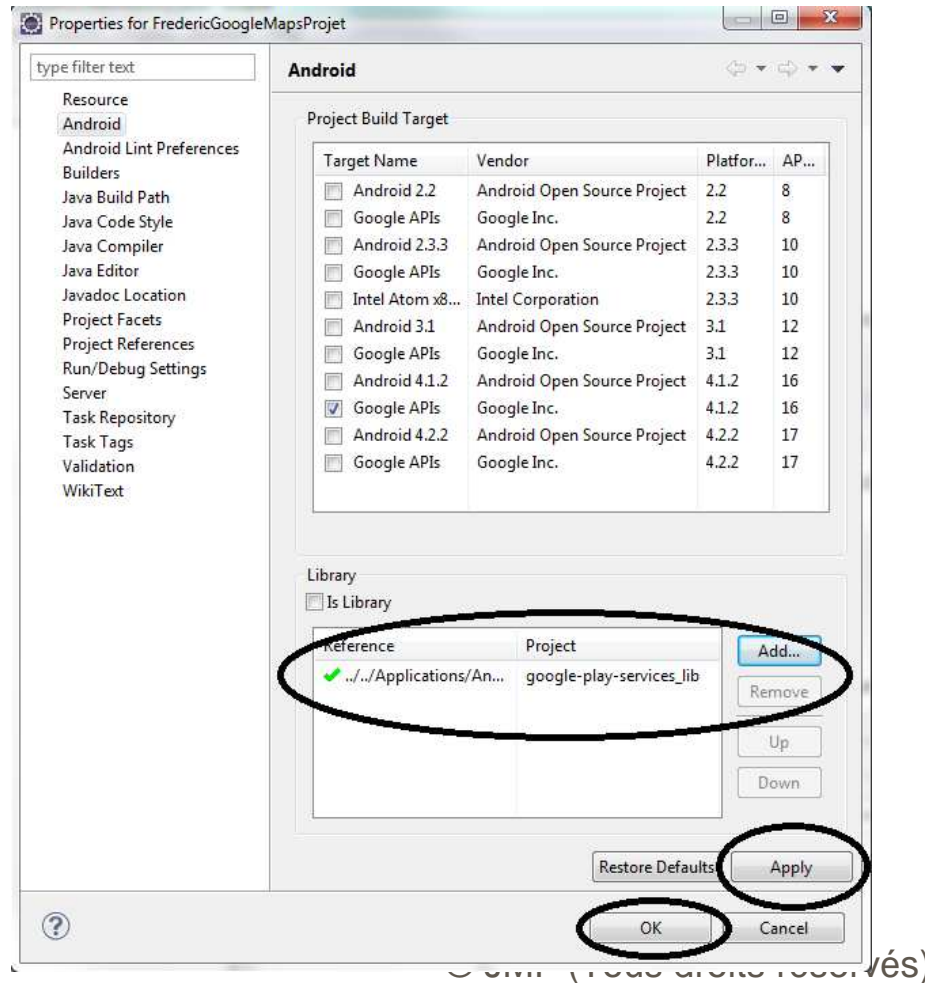 Properties for FredericGoogleMapsProjet
type filter text
Resource
Android
Android Lint Preferences
Builders
Java Build Path
Java Code Style
Java Compiler
Java Editor
Javadoc Location
Project Facets
Project References
Run/Debug Settings
Server
Task Repository
Task Tags
Validation
WikiText
Android
Project Build Target
Target Name Vendor Platfor... AP...
Android 2.2 Android Open Source Project 2.2 8
Google APIs Google Inc. 2.2 8
Android 2.3.3 Android Open Source Project 2.3.3 10
Google APIs Google Inc. 2.3.3 10
Intel Atom x8... Intel Corporation 2.3.3 10
Android 3.1 Android Open Source Project 3.1 12
Google APIs Google Inc. 3.1 12
Android 4.1.2 Android Open Source Project 4.1.2 16
Google APIs Google Inc. 4.1.2 16
Android 4.2.2 Android Open Source Project 4.2.2 17
Google APIs Google Inc. 4.2.2 17
Library
Is Library
Reference Project
../../Applications/An... google-play-services_lib
Add...
Remove
Up
Down
Restore Defaults Apply
OK Cancel
© JMF (Tous droits réservés)